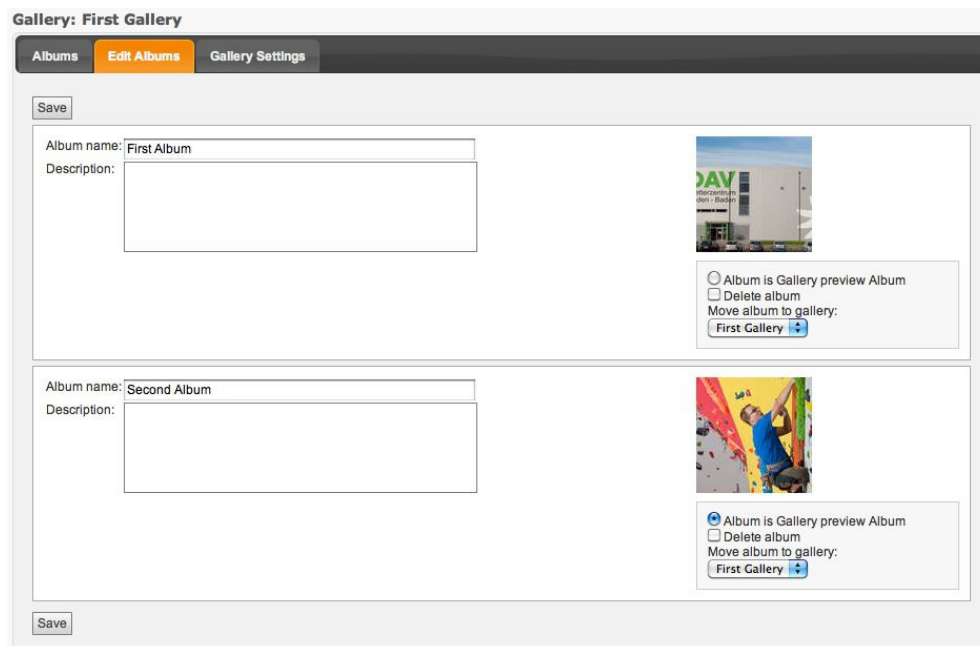 Gallery: First Gallery
Albums Edit Albums Gallery Settings
Save
Album name: First Album
Description:
DAV
den - Baden
Album is Gallery preview Album
Delete album
Move album to gallery:
First Gallery
Album name: Second Album
Description:
Album is Gallery preview Album
Delete album
Move album to gallery:
First Gallery
Save